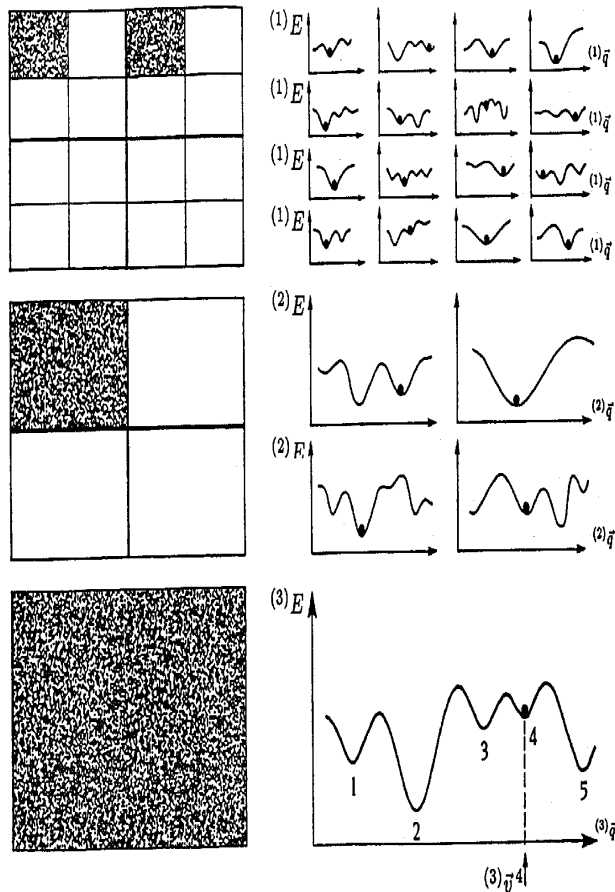 (1)E
(1)q⃗
(1)E
(1)q⃗
(1)E
(1)q⃗
(1)E
(1)q⃗
(2)E
(2)q⃗
(2)E
(2)q⃗
(3)E
1
2
3
4
5
(3)q⃗
(3)v⃗ 4